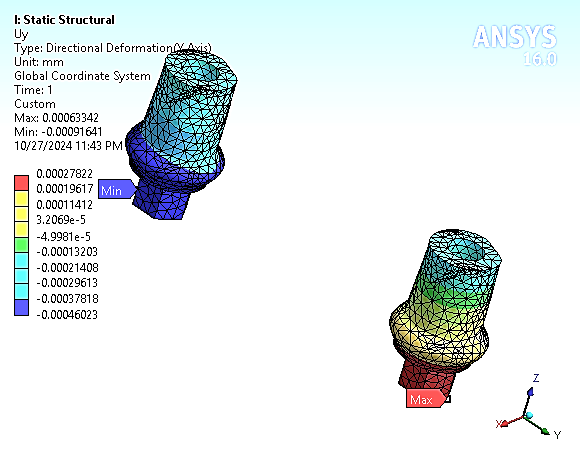 I: Static Structural
Uy
Type: Directional Deformation(Y Axis)
Unit: mm
Global Coordinate System
Time: 1
Custom
Max: 0.00063342
Min: -0.00091641
10/27/2024 11:43 PM
ANSYS
16.0
0.00027822
0.00019617
0.00011412
3.2069e-5
-4.9981e-5
-0.00013203
-0.00021408
-0.00029613
-0.00037818
-0.00046023
Min
Max
Z
X
Y